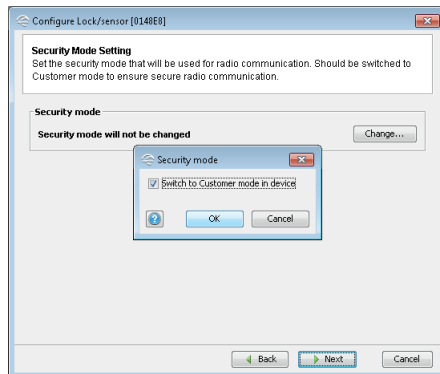 Configure Lock/sensor [0148E8]
Security Mode Setting
Set the security mode that will be used for radio communication. Should be switched to
Customer mode to ensure secure radio communication.
Security mode
Security mode will not be changed
Change...
Security mode
Switch to Customer mode in device
OK
Cancel
Back
Next
Cancel